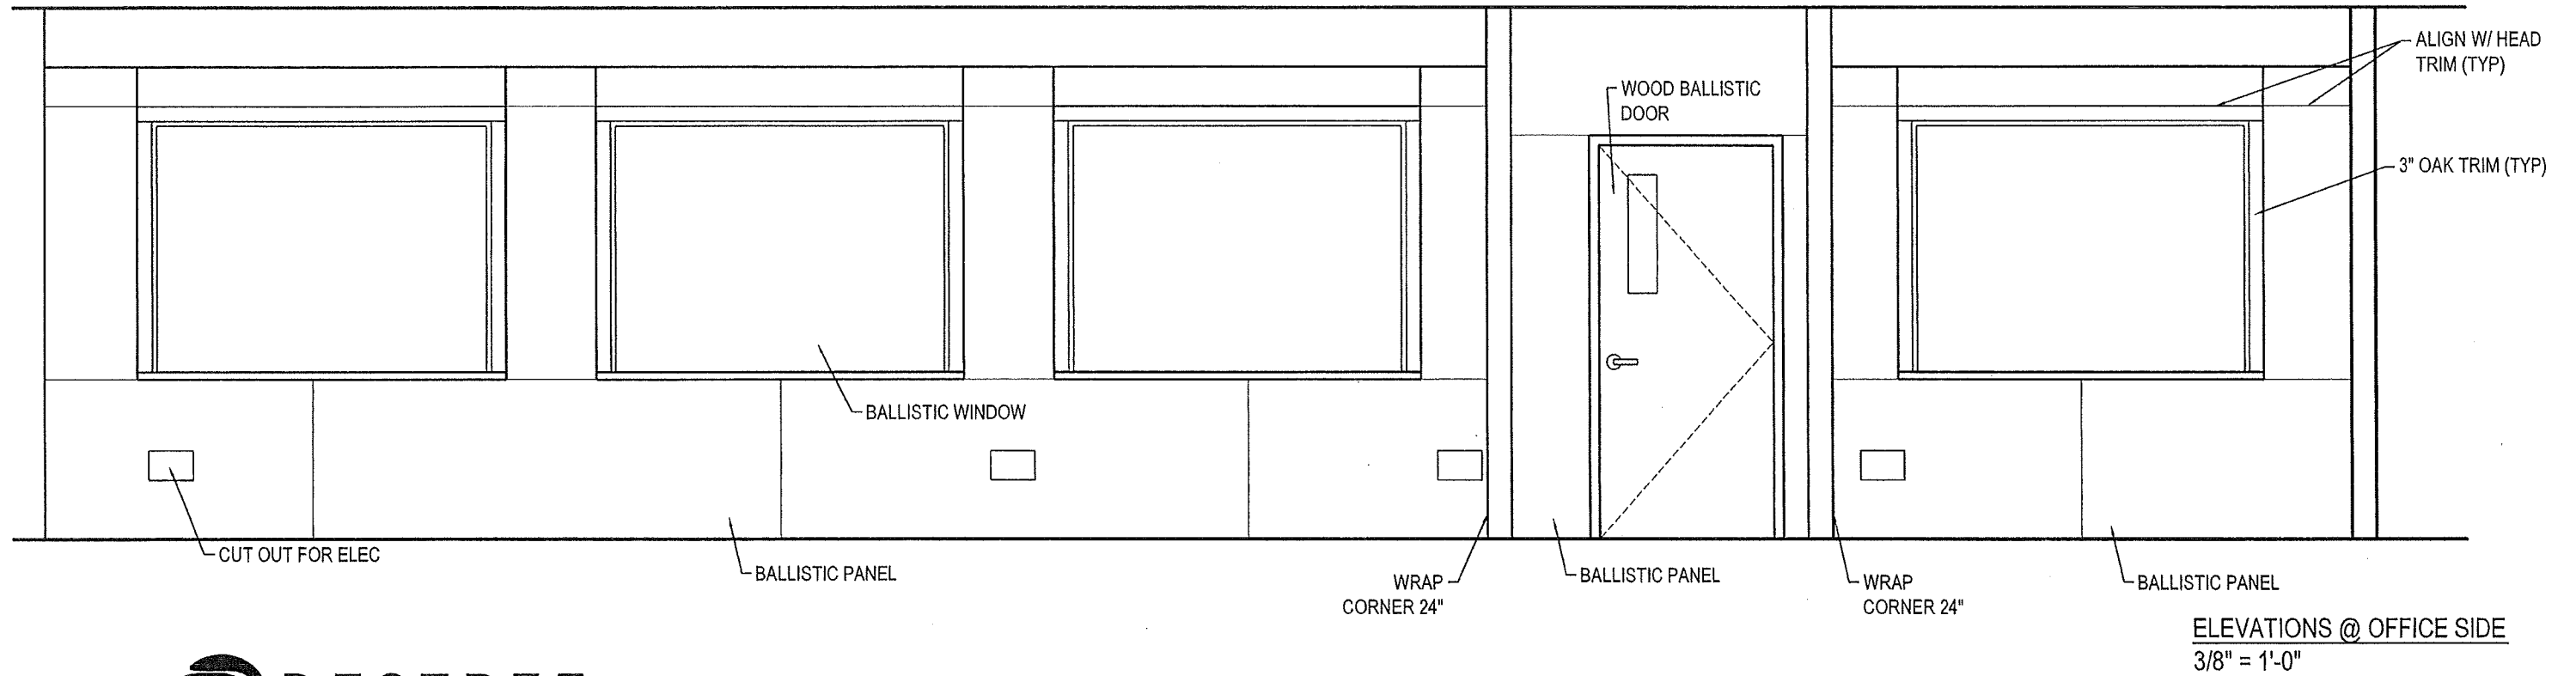 ALIGN W/ HEAD
TRIM (TYP)
WOOD BALLISTIC
DOOR
3" OAK TRIM (TYP)
BALLISTIC WINDOW
CUT OUT FOR ELEC
BALLISTIC PANEL
WRAP
CORNER 24"
BALLISTIC PANEL
WRAP
CORNER 24"
BALLISTIC PANEL
ELEVATIONS @ OFFICE SIDE
3/8" = 1'-0"